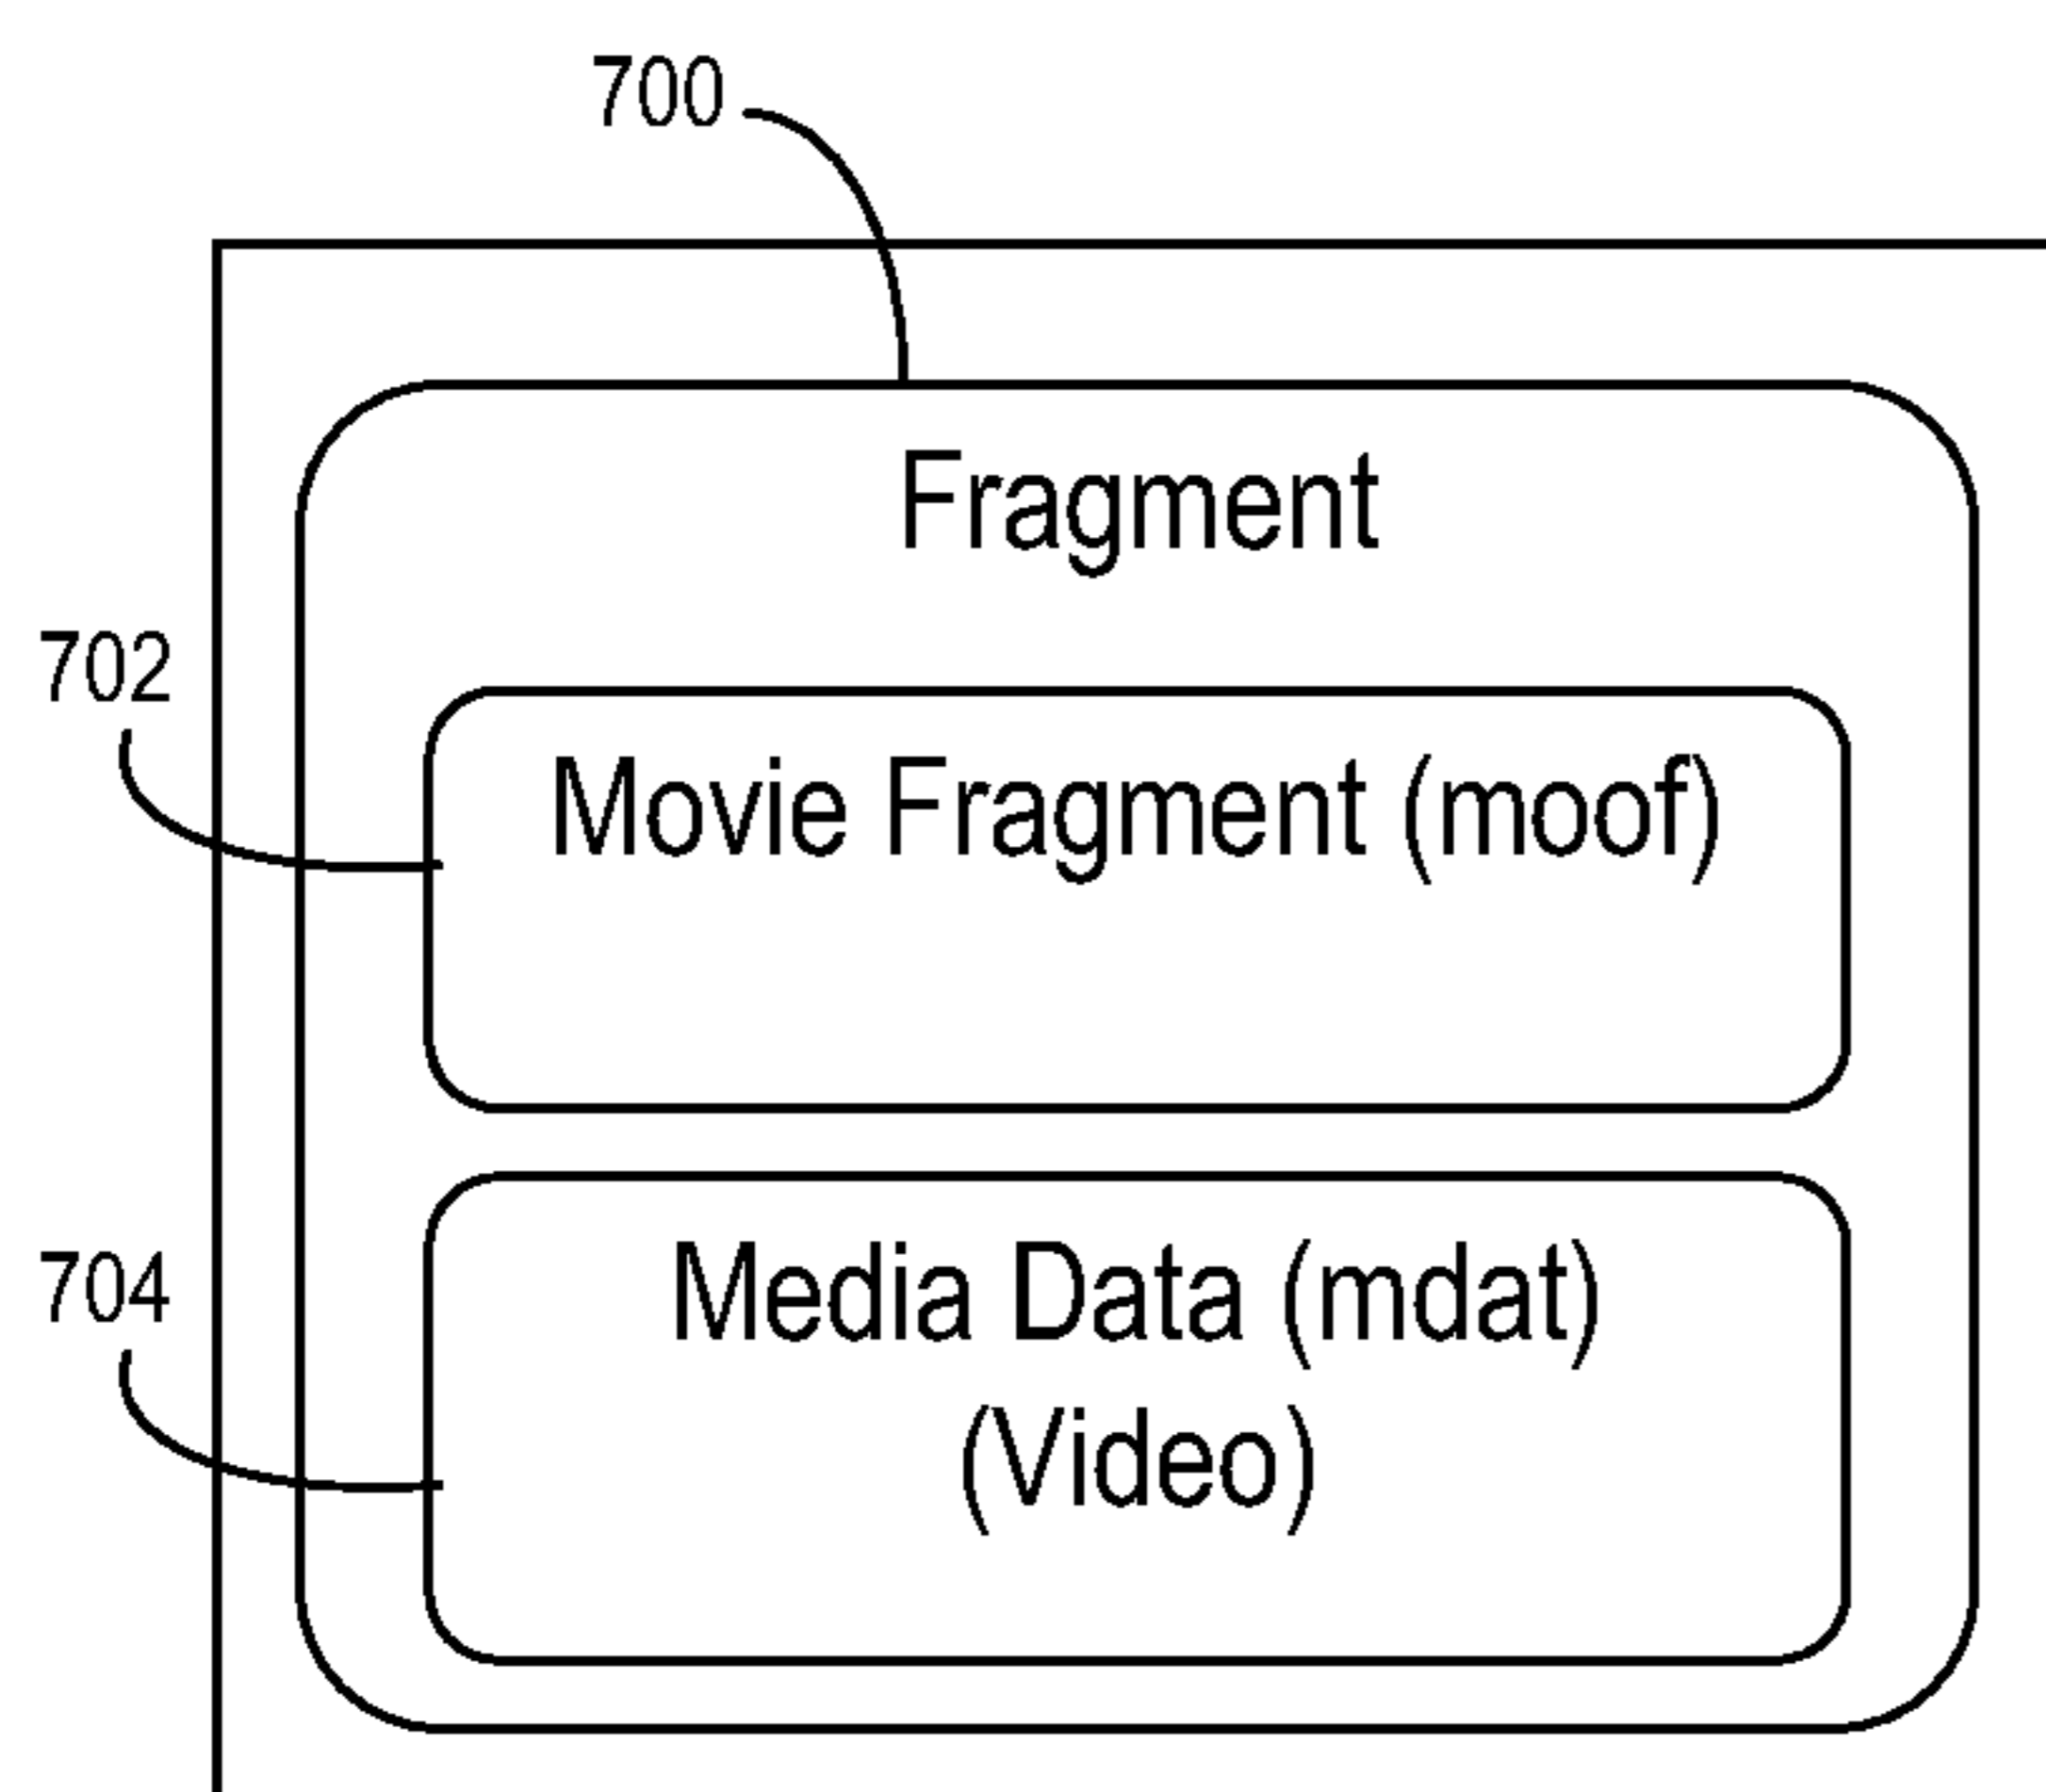 700
Fragment
702
Movie Fragment (moof)
704
Media Data (mdat)
(Video)